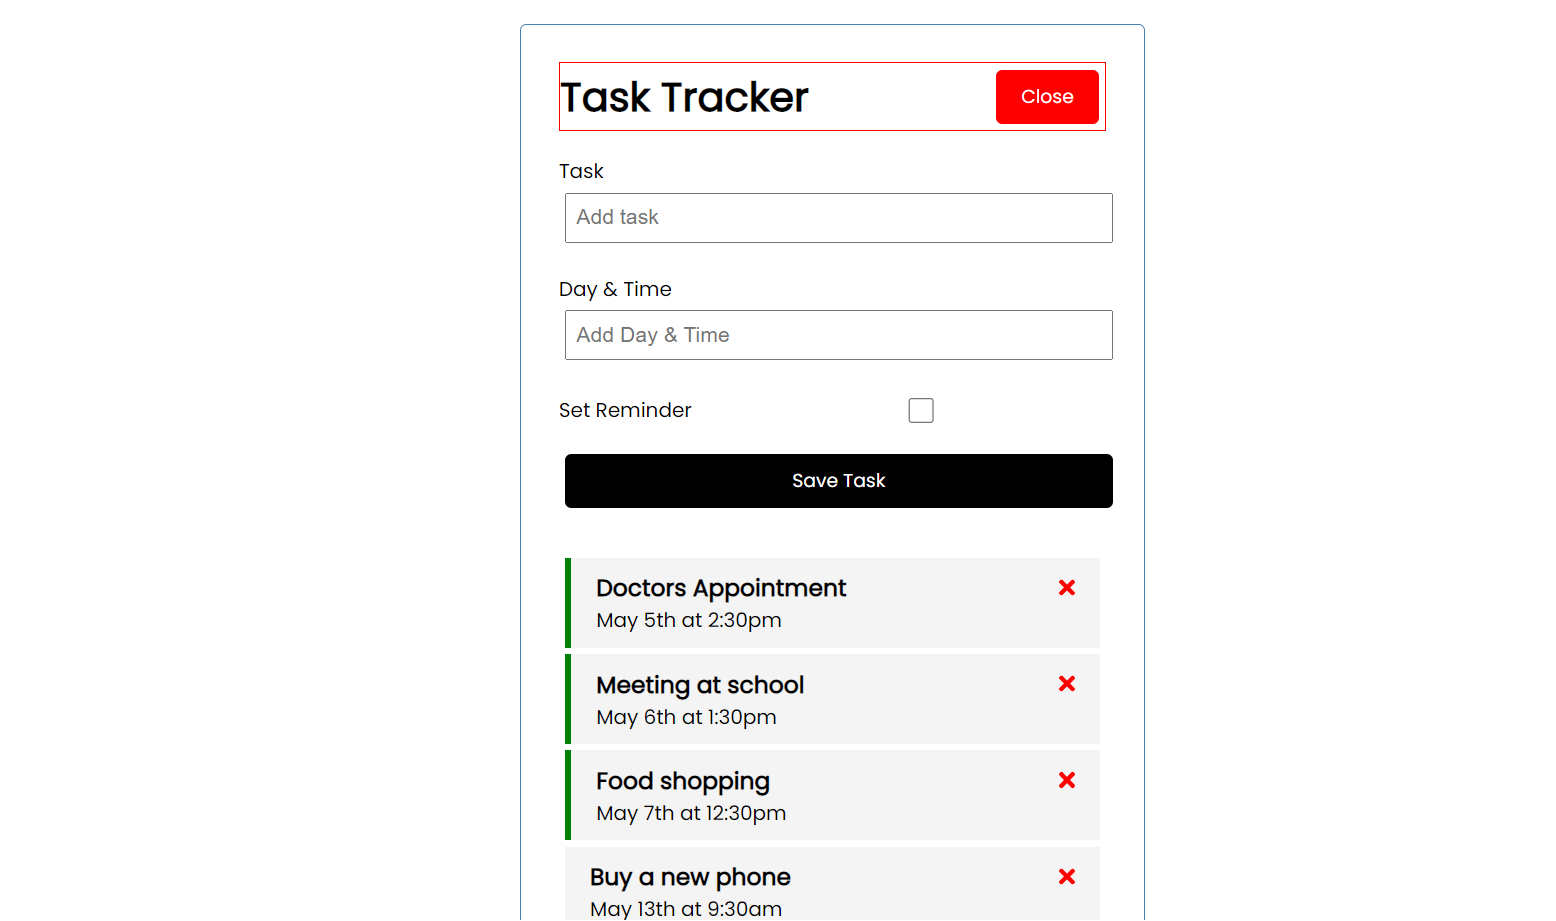 Task Tracker
Close
Task
Add task
Day & Time
Add Day & Time
Set Reminder
Save Task
Doctors Appointment
May 5th at 2:30pm
Meeting at school
May 6th at 1:30pm
Food shopping
May 7th at 12:30pm
Buy a new phone
May 13th at 9:30am